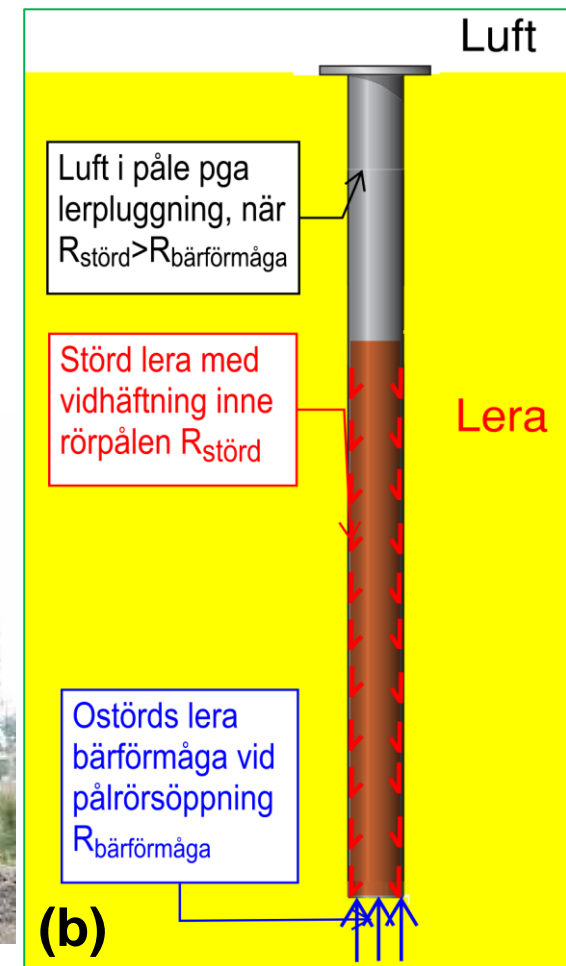 Luft
Luft i påle pga
lerpluggning, när
Rstörd>Rbärförmåga
Störd lera med
vidhäftning inne
rörpålen Rstörd
Lera
Ostörds lera
bärförmåga vid
pålrörsöppning
Rbärförmåga
(b)